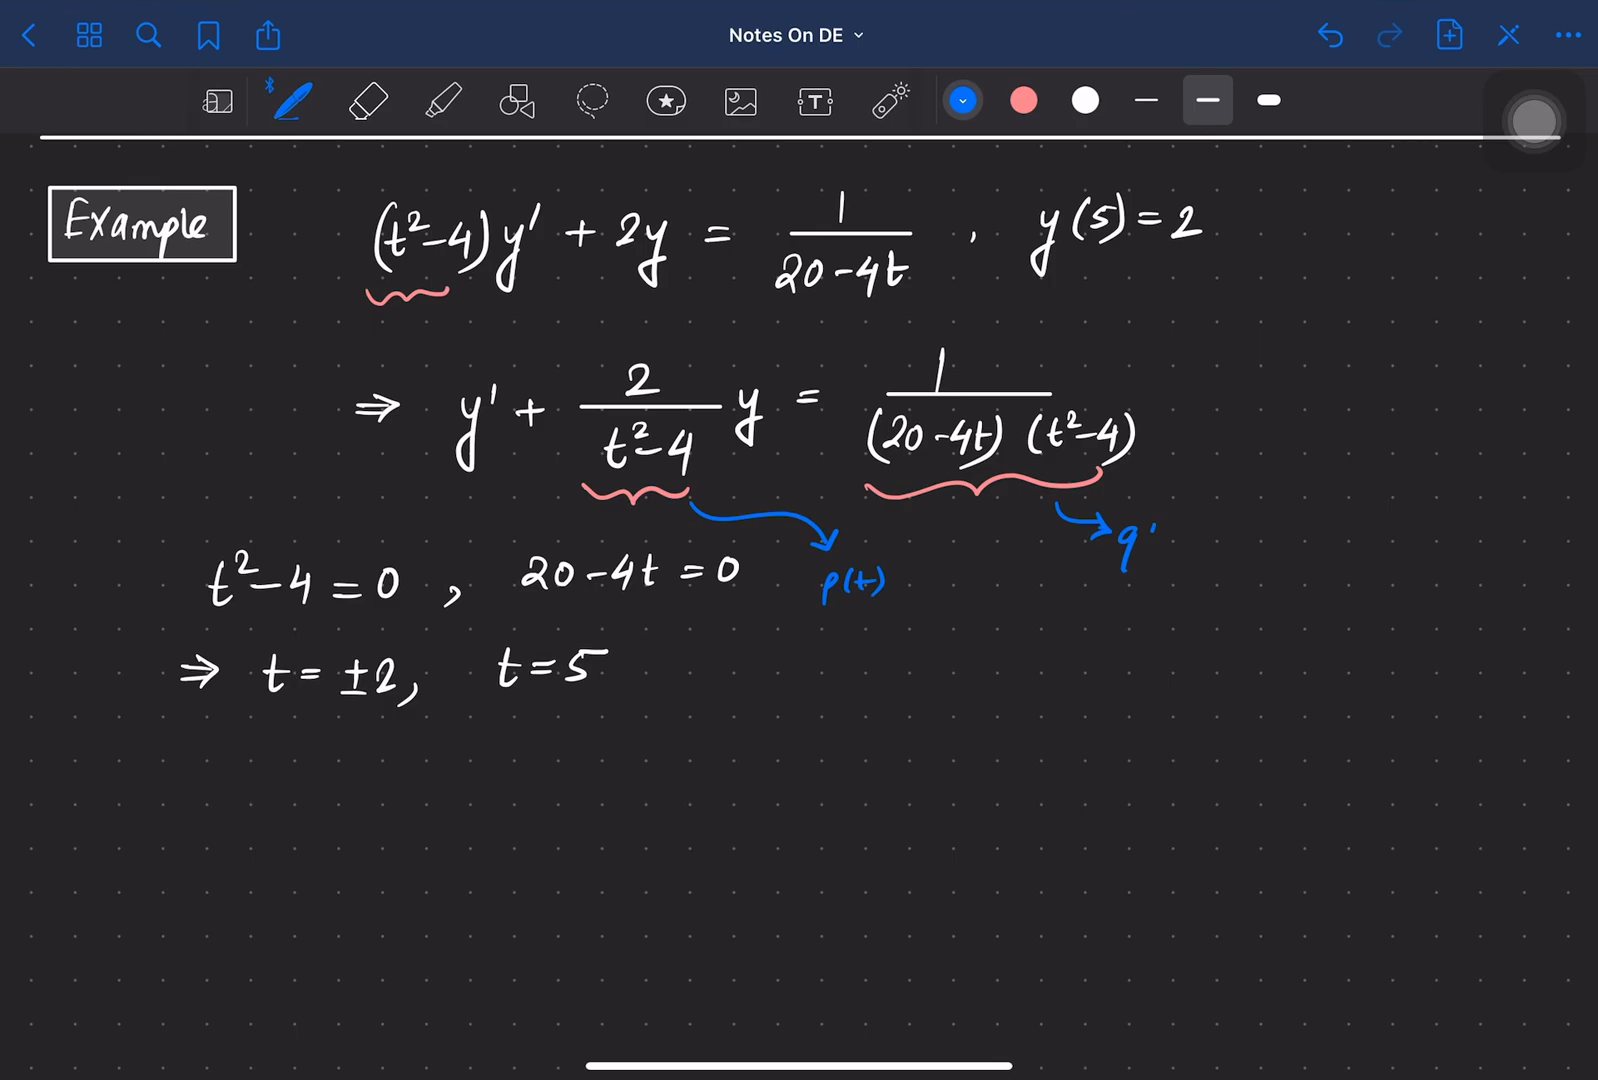 Notes On DE
Example
(t²-4)y' + 2y = 1/(20-4t) , y(5)=2
⇒ y' + 2/(t²-4) y = 1/((20-4t)(t²-4))
→ q'
t²-4=0 , 20-4t=0
p(t)
⇒ t=±2, t=5